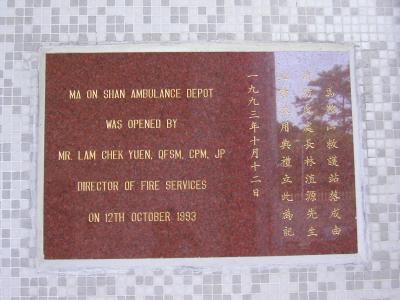 MA ON SHAN AMBULANCE DEPOT
WAS OPENED BY
MR. LAM CHEK YUEN, QFSM, CPM, JP
DIRECTOR OF FIRE SERVICES
ON 12TH OCTOBER 1993
馬鞍山救護站落成由
消防處處長林濜源先生
主持啟用典禮立此為記
一九九三年十月十二日